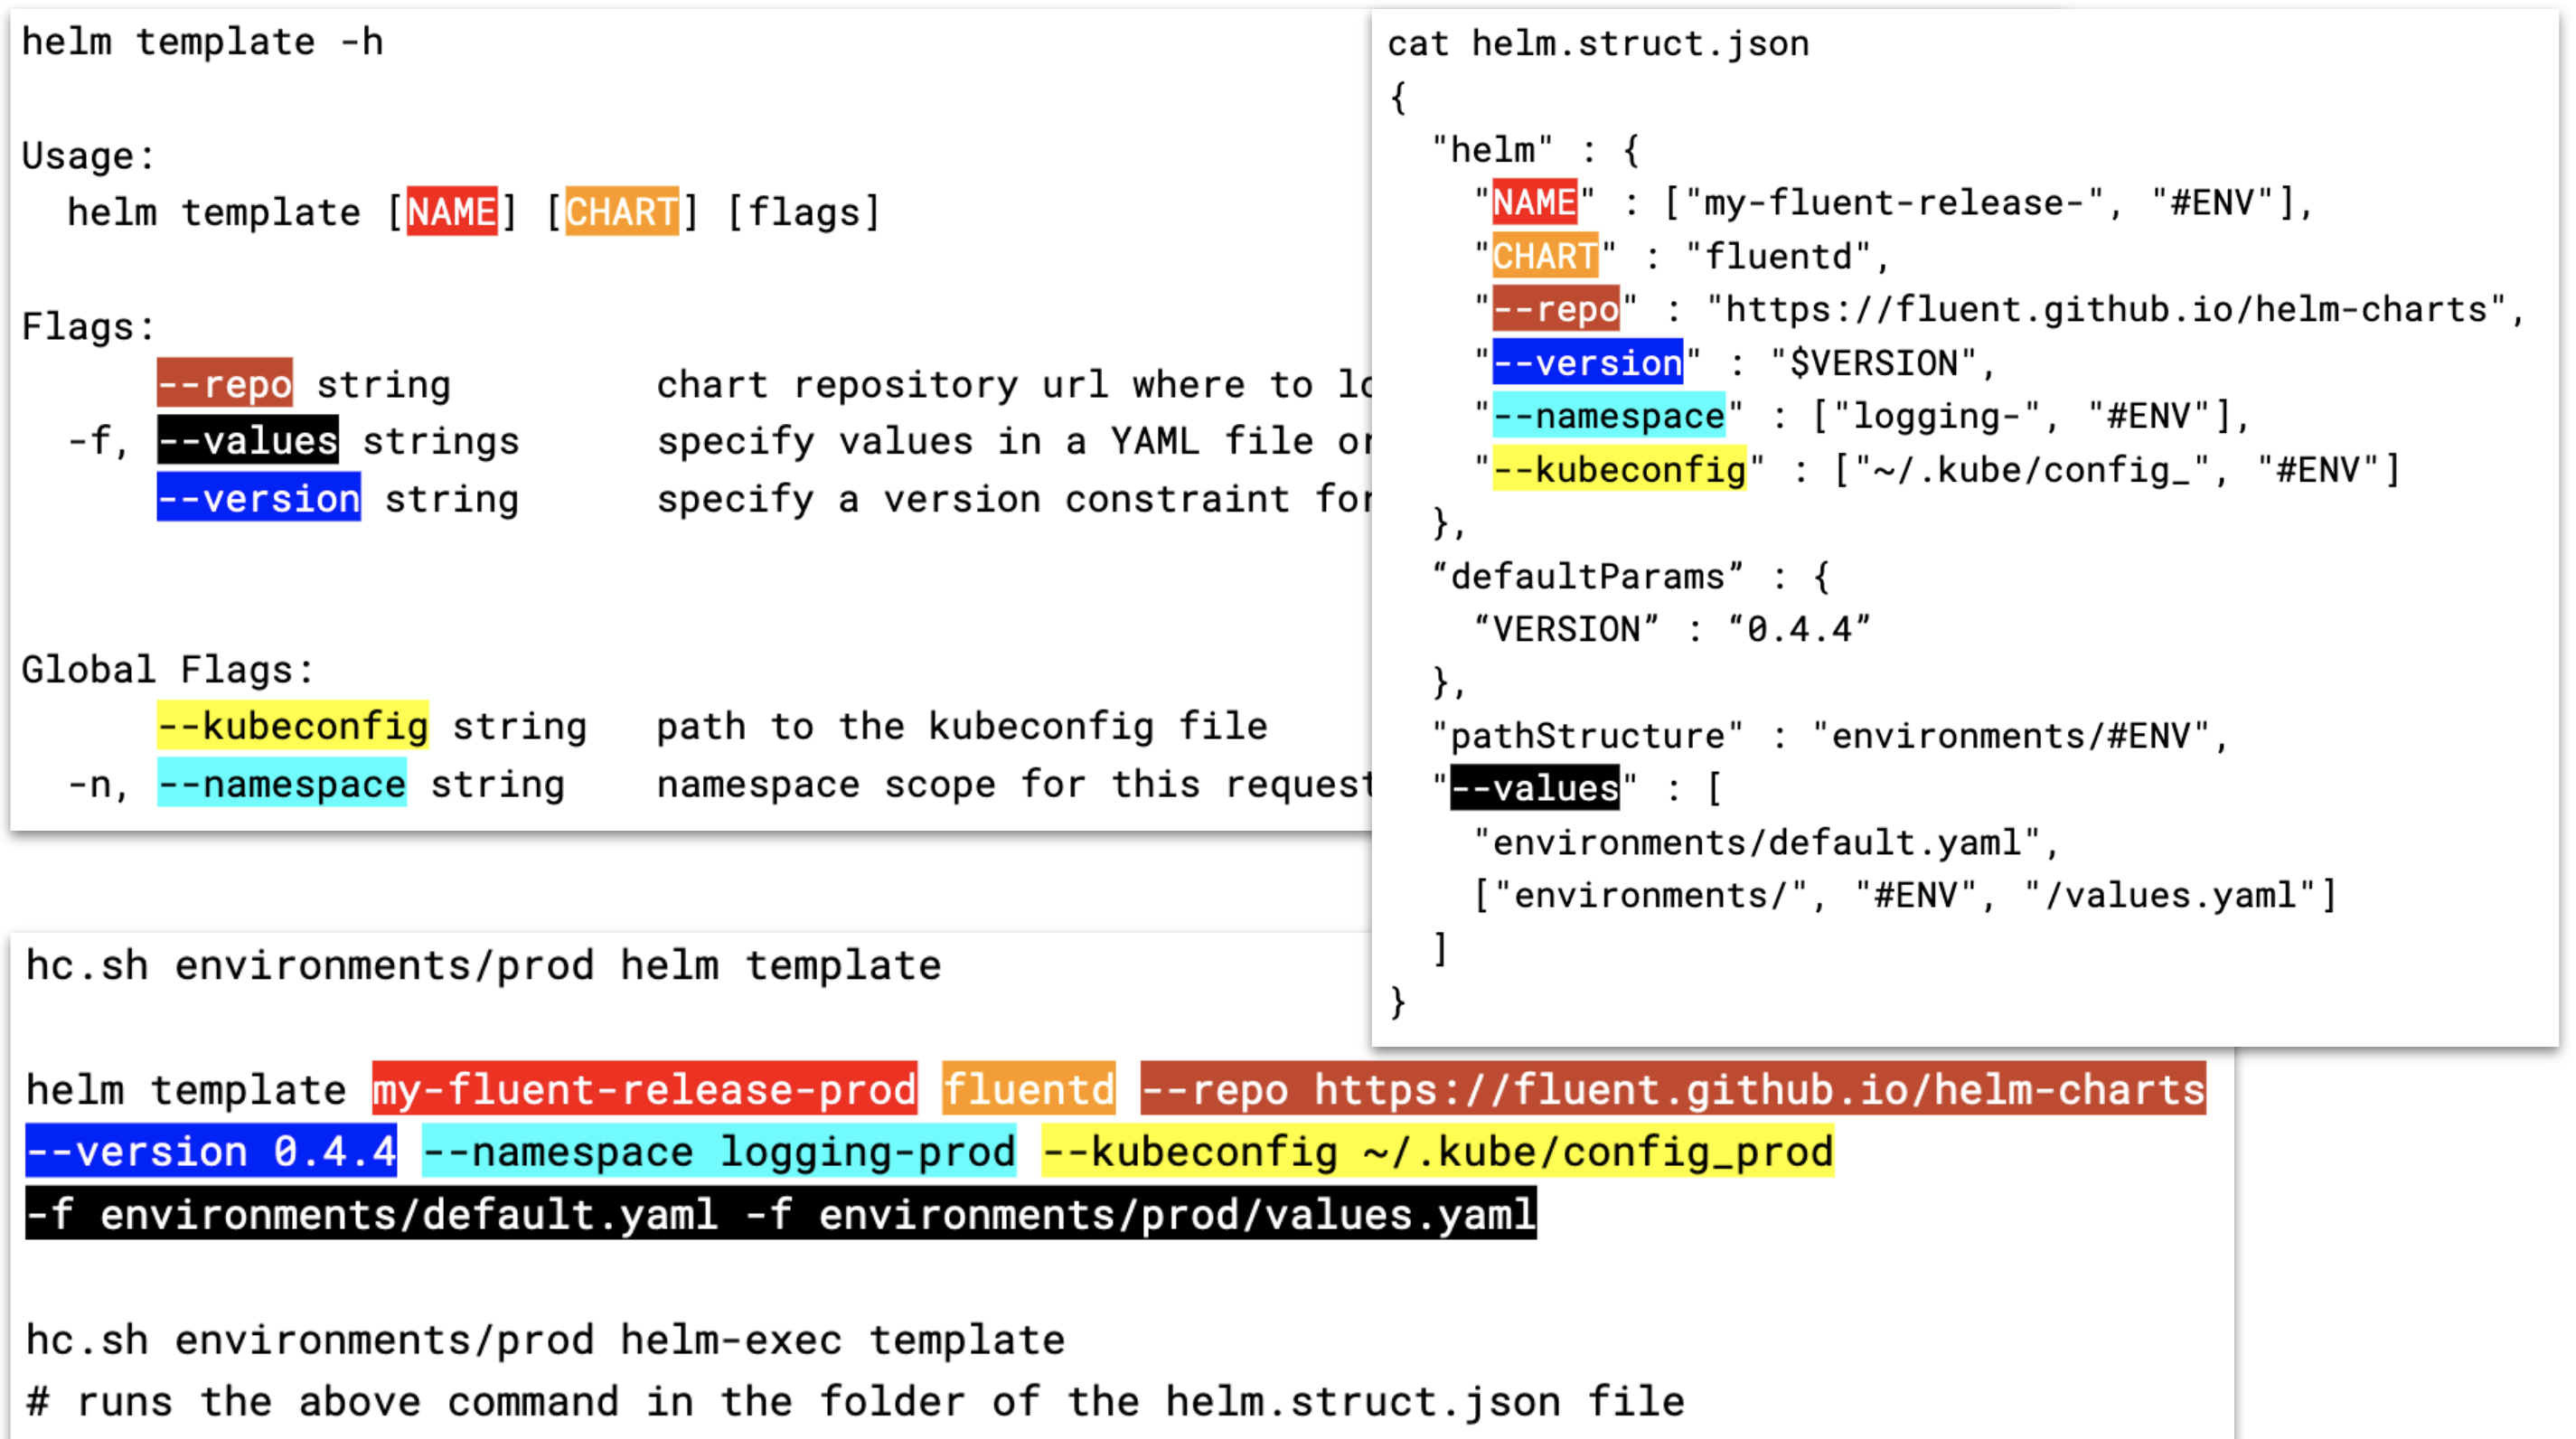 helm template -h
Usage:
helm template [NAME] [CHART] [flags]
Flags:
--repo string chart repository url where to
-f, --values strings specify values in a YAML file or
--version string specify a version constraint for
Global Flags:
--kubeconfig string path to the kubeconfig file
-n, --namespace string namespace scope for this request
cat helm.struct.json
{
"helm" : {
"NAME" : ["my-fluent-release-", "#ENV"],
"CHART" : "fluentd",
"--repo" : "https://fluent.github.io/helm-charts",
"--version" : "$VERSION",
"--namespace" : ["logging-", "#ENV"],
"--kubeconfig" : ["~/.kube/config_", "#ENV"]
},
“defaultParams” : {
“VERSION” : “0.4.4”
},
"pathStructure" : "environments/#ENV",
"--values" : [
"environments/default.yaml",
["environments/", "#ENV", "/values.yaml"]
]
}
hc.sh environments/prod helm template
helm template my-fluent-release-prod fluentd --repo https://fluent.github.io/helm-charts
--version 0.4.4 --namespace logging-prod --kubeconfig ~/.kube/config_prod
-f environments/default.yaml -f environments/prod/values.yaml
hc.sh environments/prod helm-exec template
# runs the above command in the folder of the helm.struct.json file